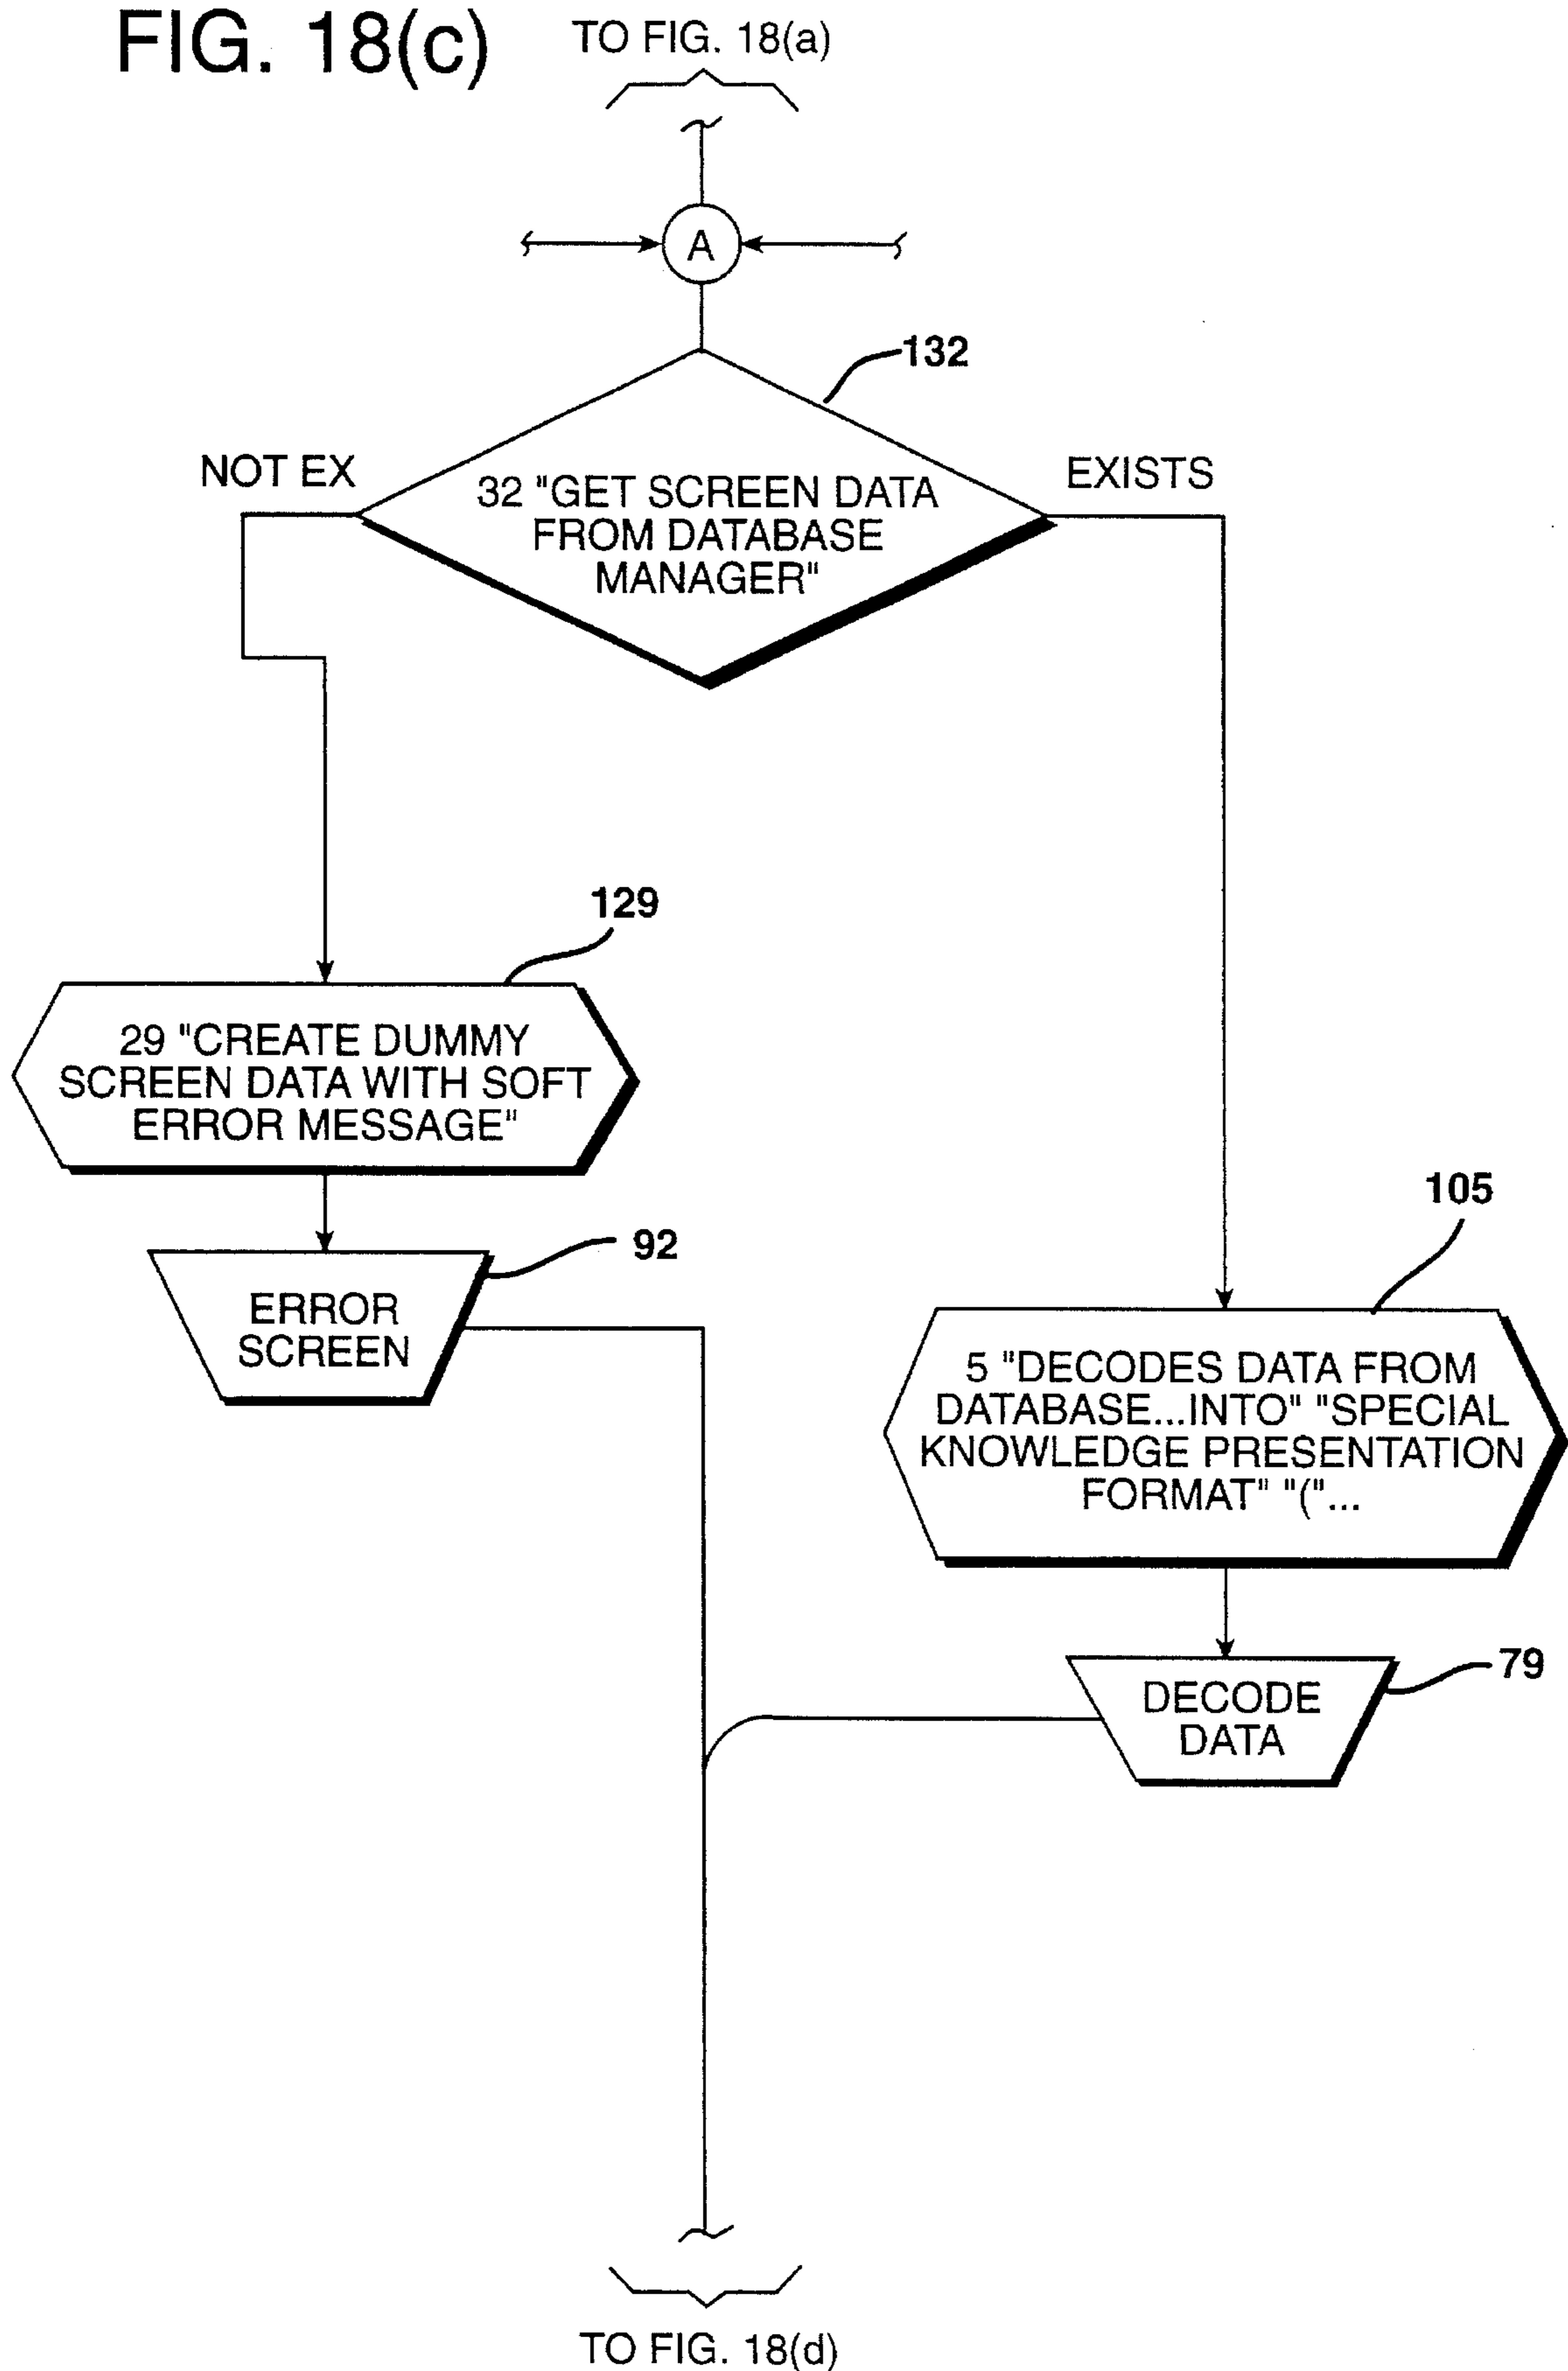 FIG. 18(c)
TO FIG. 18(a)
A
132
NOT EX
EXISTS
32 "GET SCREEN DATA
FROM DATABASE
MANAGER"
129
29 "CREATE DUMMY
SCREEN DATA WITH SOFT
ERROR MESSAGE"
92
ERROR
SCREEN
105
5 "DECODES DATA FROM
DATABASE...INTO" "SPECIAL
KNOWLEDGE PRESENTATION
FORMAT" "("...
79
DECODE
DATA
TO FIG. 18(d)